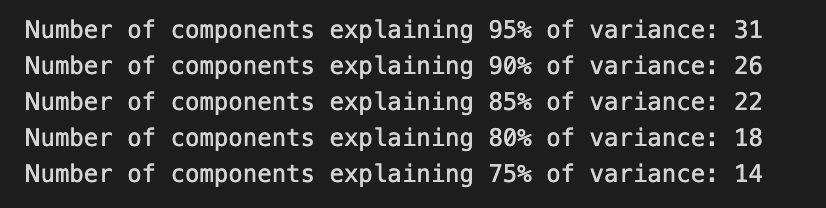 Number of components explaining 95% of variance: 31
Number of components explaining 90% of variance: 26
Number of components explaining 85% of variance: 22
Number of components explaining 80% of variance: 18
Number of components explaining 75% of variance: 14